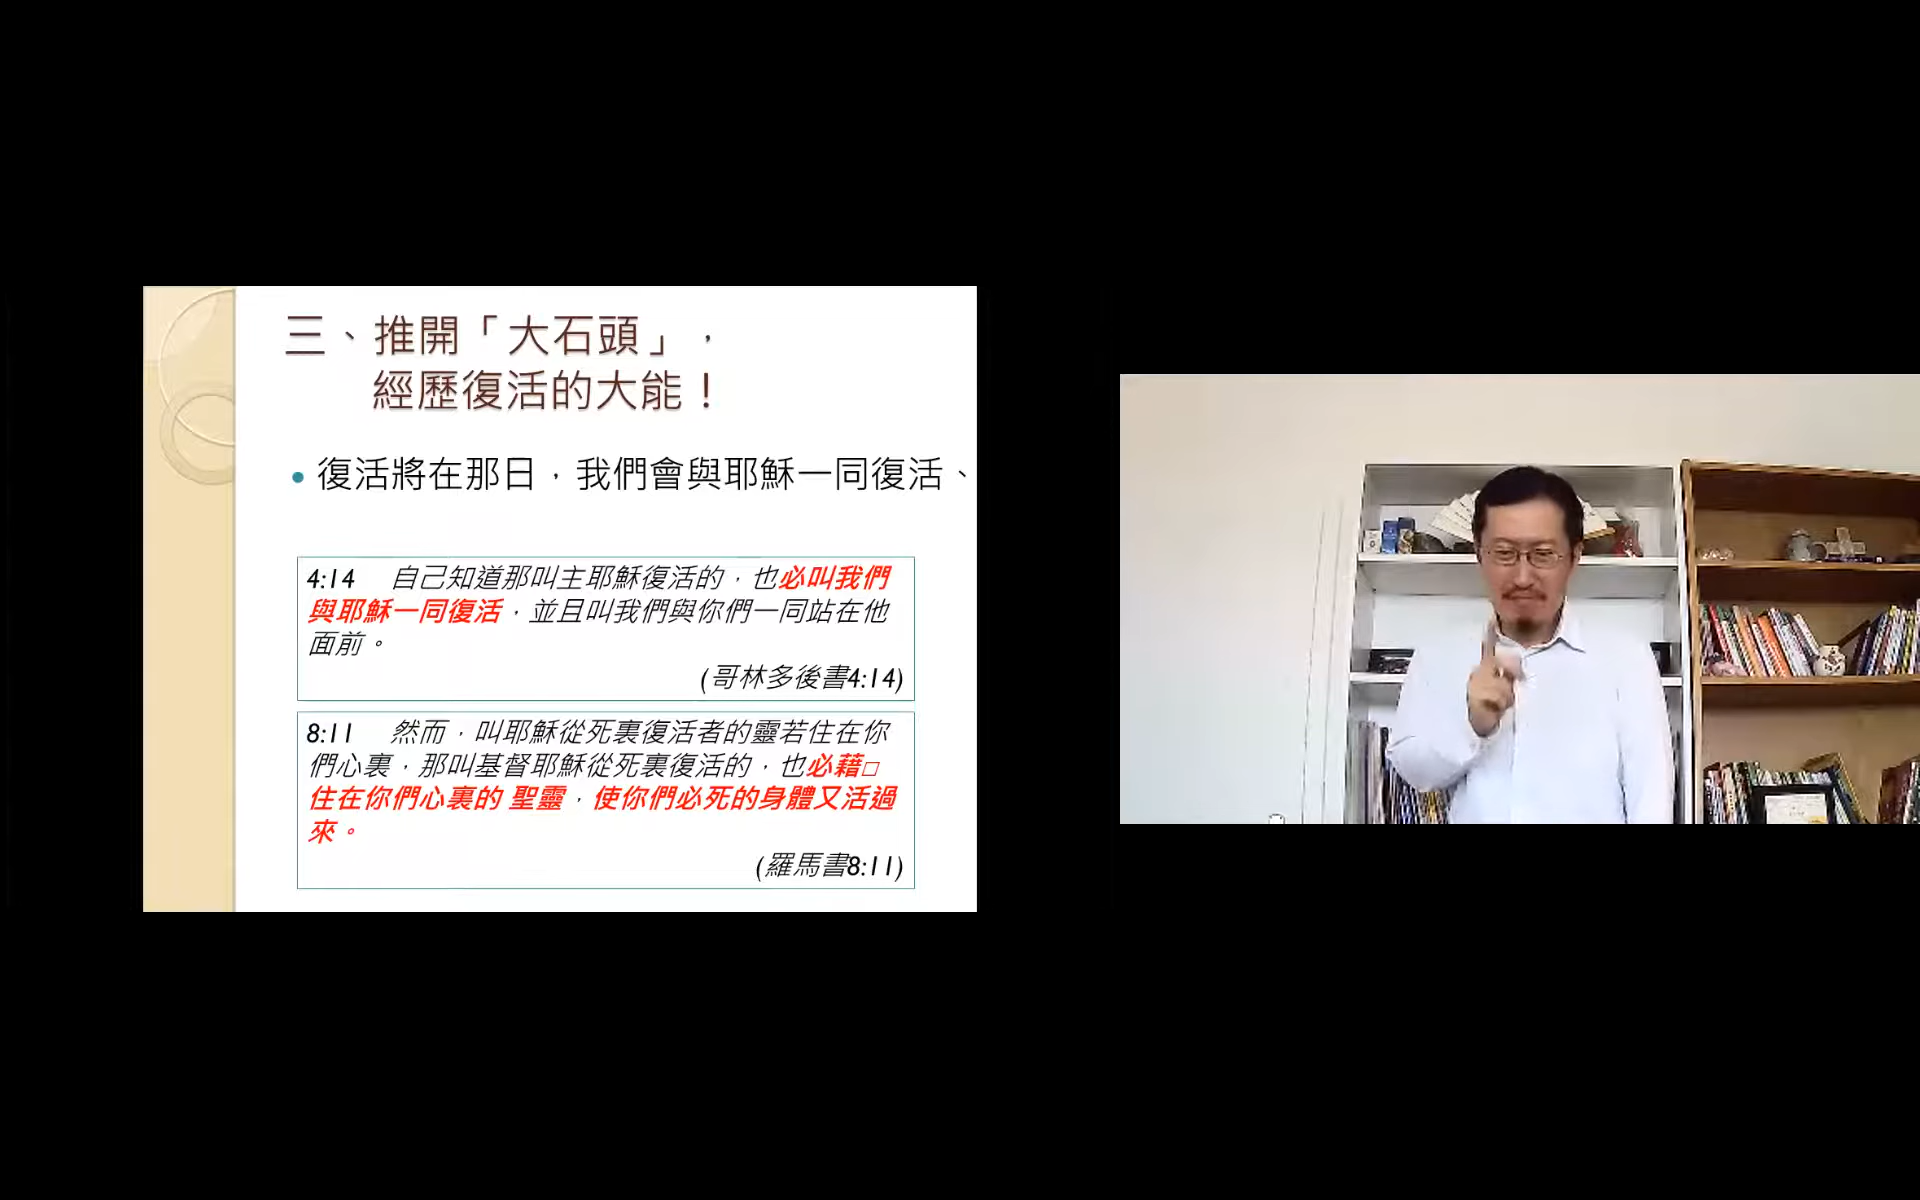 三、推開「大石頭」，
經歷復活的大能！
• 復活將在那日，我們會與耶穌一同復活、
4:14 自己知道那叫主耶穌復活的，也必叫我們
與耶穌一同復活，並且叫我們與你們一同站在他
面前。
(哥林多後書4:14)
8:11 然而，叫耶穌從死裏復活者的靈若住在你
們心裏，那叫基督耶穌從死裏復活的，也必藉□
住在你們心裏的 聖靈，使你們必死的身體又活過
來。
(羅馬書8:11)